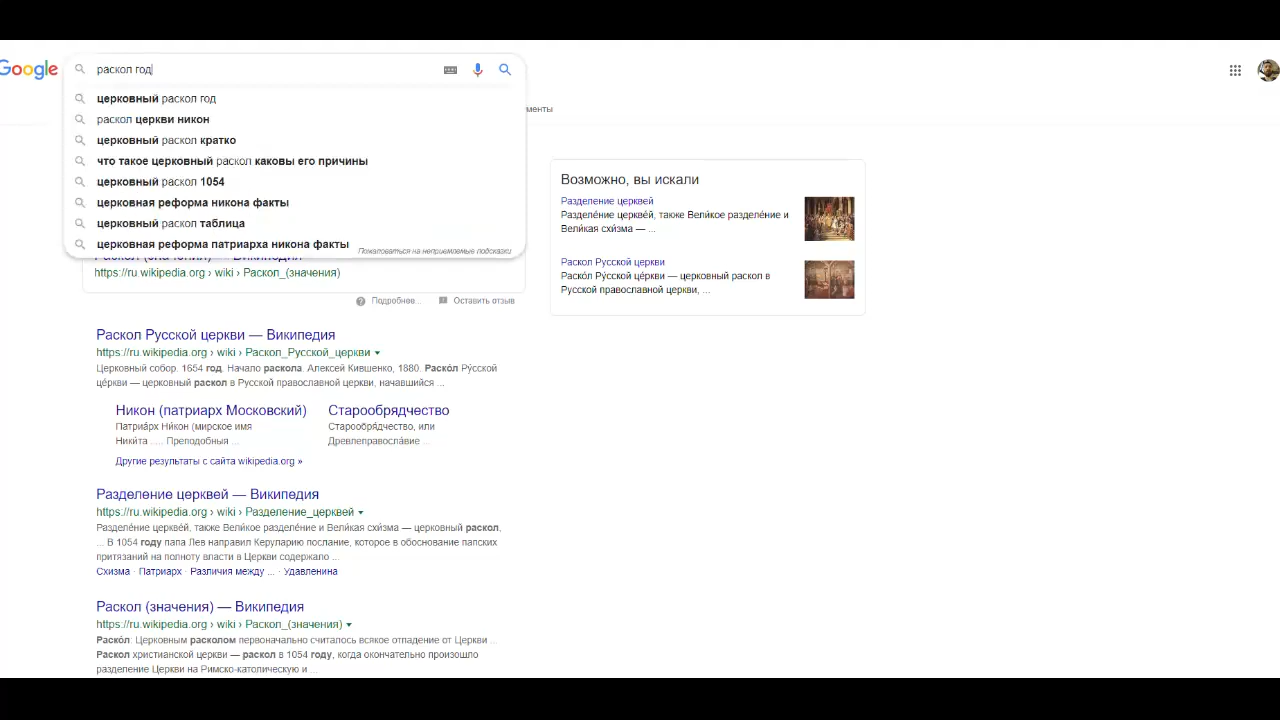 Google
раскол год
церковный раскол год
раскол церкви никон
церковный раскол кратко
что такое церковный раскол каковы его причины
церковный раскол 1054
церковная реформа никона факты
церковный раскол таблица
церковная реформа патриарха никона факты
Пожаловаться на неприемлемые подсказки
менты
Раскол (значения) — Википедия
https://ru.wikipedia.org › wiki › Раскол_(значения)
Подробнее...
Оставить отзыв
Раскол Русской церкви — Википедия
https://ru.wikipedia.org › wiki › Раскол_Русской_церкви
Церковный собор. 1654 год. Начало раскола. Алексей Кившенко, 1880. Раско́л Ру́сской
це́ркви — церковный раскол в Русской православной церкви, начавшийся ...
Никон (патриарх Московский)
Патриа́рх Ни́кон (мирское имя
Ники́та ..... Преподобныя ...
Старообрядчество
Старообря́дчество, или
Древлеправосла́вие ...
Другие результаты с сайта wikipedia.org »
Разделение церквей — Википедия
https://ru.wikipedia.org › wiki › Разделение_церквей
Разделе́ние церкве́й, также Вели́кое разделе́ние и Вели́кая схи́зма — церковный раскол,
... В 1054 году папа Лев направил Керуларию послание, которое в обоснование папских
притязаний на полноту власти в Церкви содержало ...
Схизма · Патриарх · Различия между ... · Удавленина
Раскол (значения) — Википедия
https://ru.wikipedia.org › wiki › Раскол_(значения)
Раско́л: Церковным расколом первоначально считалось всякое отпадение от Церкви ...
Раскол христианской церкви — раскол в 1054 году, когда окончательно произошло
разделение Церкви на Римско-католическую и ...
Возможно, вы искали
Разделение церквей
Разделе́ние церкве́й, также Вели́кое разделе́ние и
Вели́кая схи́зма — ...
Раскол Русской церкви
Раско́л Ру́сской це́ркви — церковный раскол в
Русской православной церкви, ...